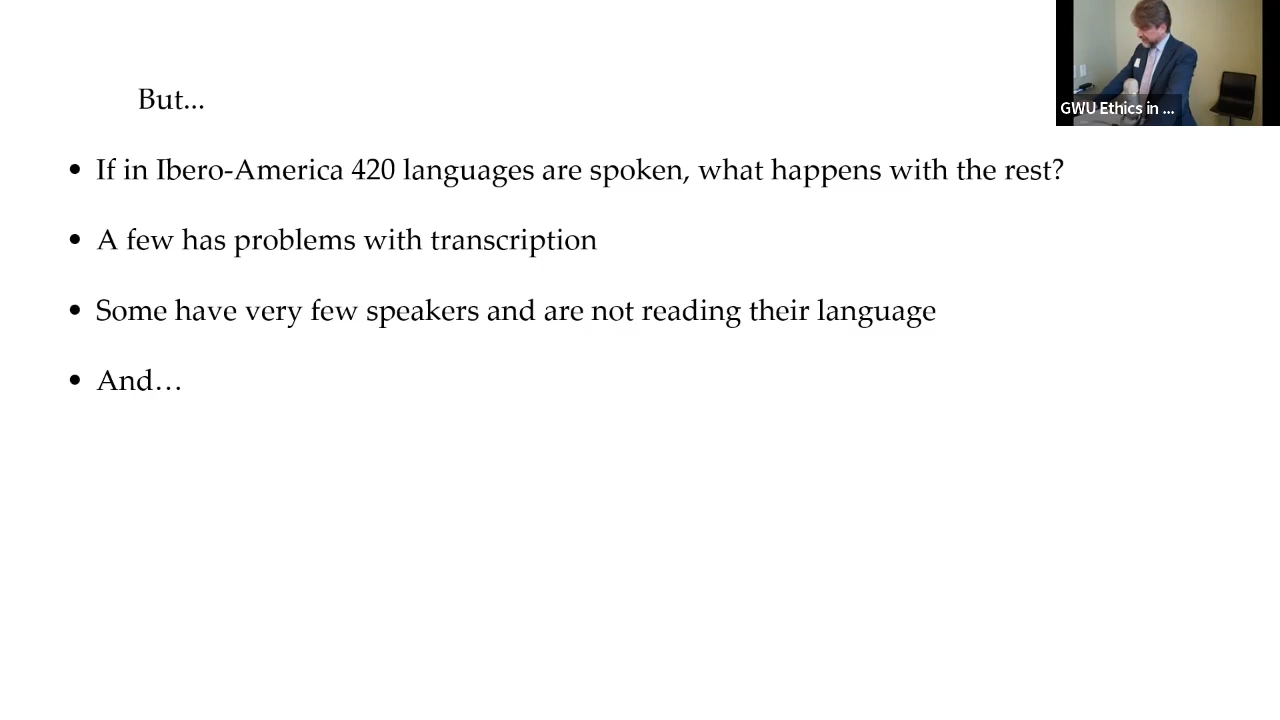 But...
• If in Ibero-America 420 languages are spoken, what happens with the rest?
• A few has problems with transcription
• Some have very few speakers and are not reading their language
• And…
GWU Ethics in ...